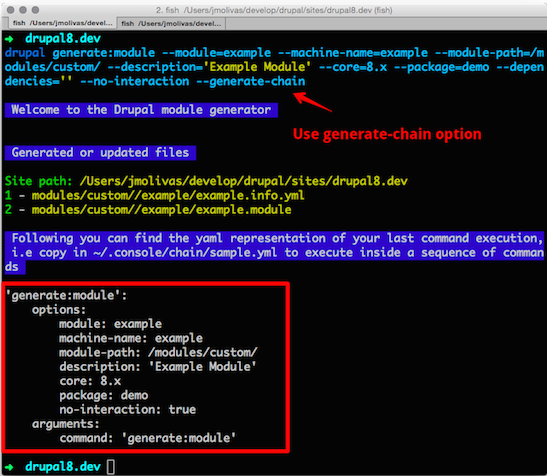 2. fish  /Users/jmolivas/develop/drupal/sites/drupal8.dev (fish)
fish  /Users/jmolivas/devel...
fish  /Users/jmolivas/devel...
➜  drupal8.dev
drupal generate:module --module=example --machine-name=example --module-path=/m
odules/custom/ --description='Example Module' --core=8.x --package=demo --depen
dencies='' --no-interaction --generate-chain
Use generate-chain option
Welcome to the Drupal module generator
Generated or updated files
Site path: /Users/jmolivas/develop/drupal/sites/drupal8.dev
1 - modules/custom//example/example.info.yml
2 - modules/custom//example/example.module
Following you can find the yaml representation of your last command execution,
i.e copy in ~/.console/chain/sample.yml to execute inside a sequence of comman
ds
'generate:module':
    options:
        module: example
        machine-name: example
        module-path: /modules/custom/
        description: 'Example Module'
        core: 8.x
        package: demo
        no-interaction: true
    arguments:
        command: 'generate:module'
➜  drupal8.dev